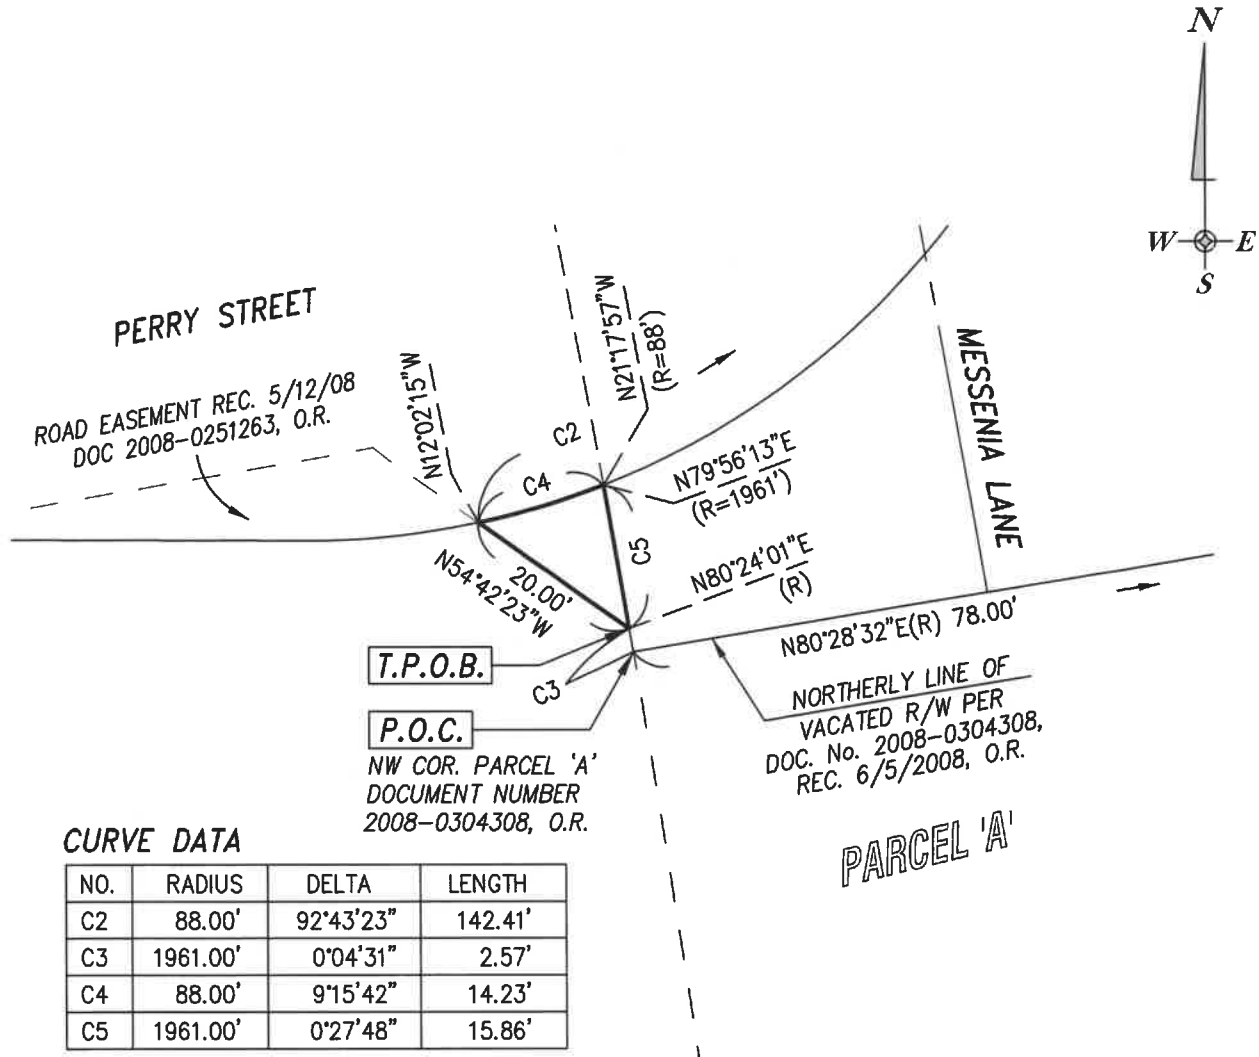 N
W E
S
PERRY STREET
ROAD EASEMENT REC. 5/12/08
DOC 2008-0251263, O.R.
N12°02'15"W
N21°17'57"W
(R=88')
C2
C4
N79°56'13"E
(R=1961')
C5
MESSENIA LANE
20.00'
N54°42'23"W
N80°24'01"E
(R)
N80°28'32"E(R) 78.00'
T.P.O.B.
C3
P.O.C.
NW COR. PARCEL 'A'
DOCUMENT NUMBER
2008-0304308, O.R.
NORTHERLY LINE OF
VACATED R/W PER
DOC. No. 2008-0304308,
REC. 6/5/2008, O.R.
PARCEL 'A'
CURVE DATA
NO. RADIUS DELTA LENGTH
C2 88.00' 92°43'23" 142.41'
C3 1961.00' 0°04'31" 2.57'
C4 88.00' 9°15'42" 14.23'
C5 1961.00' 0°27'48" 15.86'